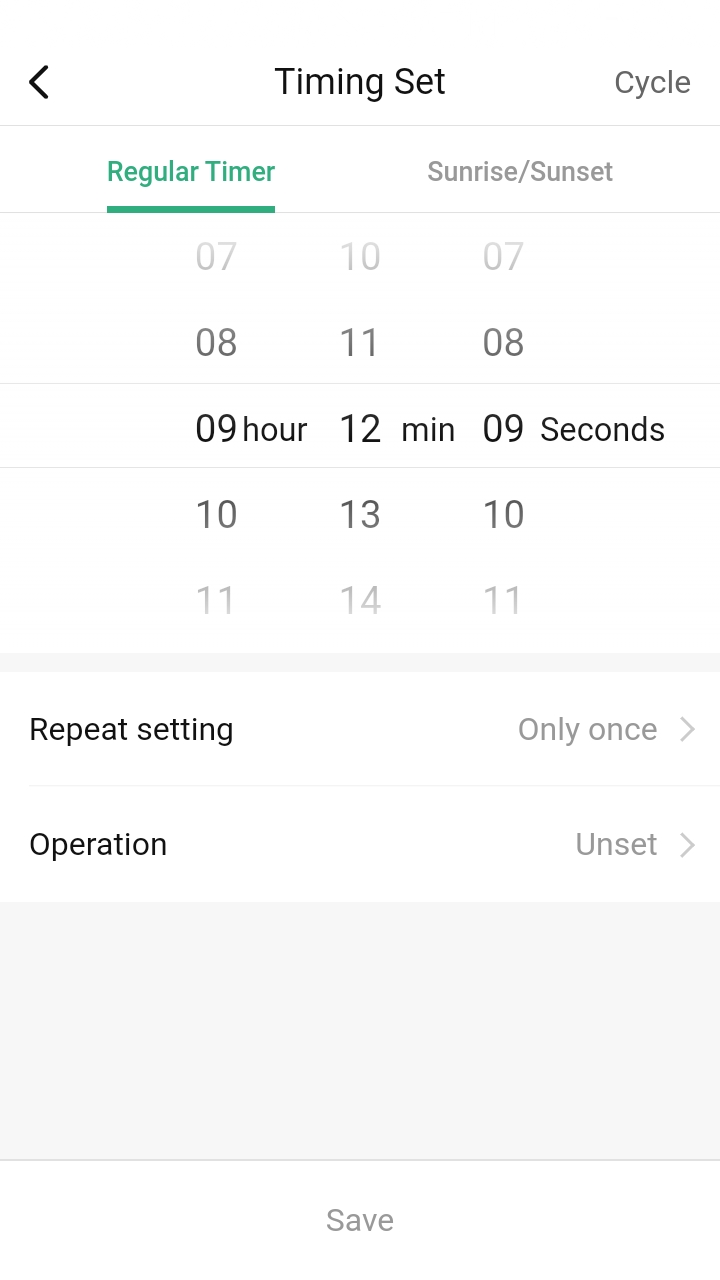 Timing Set Cycle
Regular Timer Sunrise/Sunset
07 10 07
08 11 08
09 hour 12 min 09 Seconds
10 13 10
11 14 11
Repeat setting Only once
Operation Unset
Save